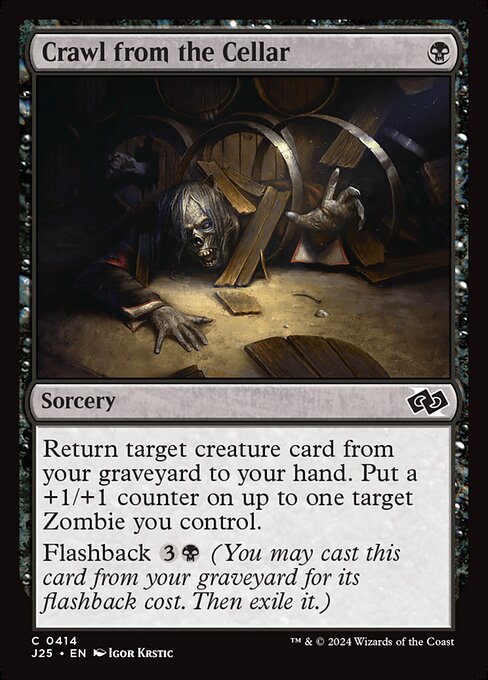 Crawl from the Cellar
Sorcery
Return target creature card from
your graveyard to your hand. Put a
+1/+1 counter on up to one target
Zombie you control.
Flashback 3 (You may cast this
card from your graveyard for its
flashback cost. Then exile it.)
C 0414
J25 • EN Igor Krstic
™ & © 2024 Wizards of the Coast